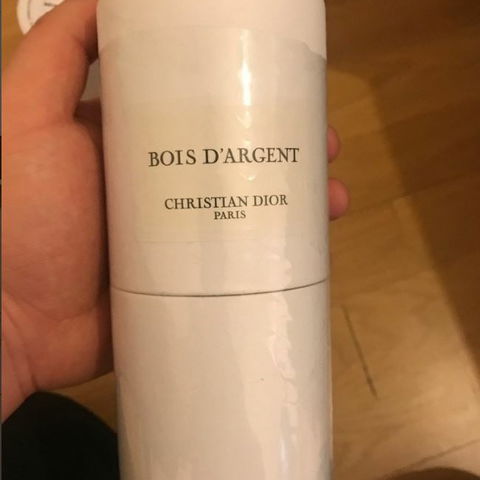 BOIS D'ARGENT
CHRISTIAN DIOR
PARIS